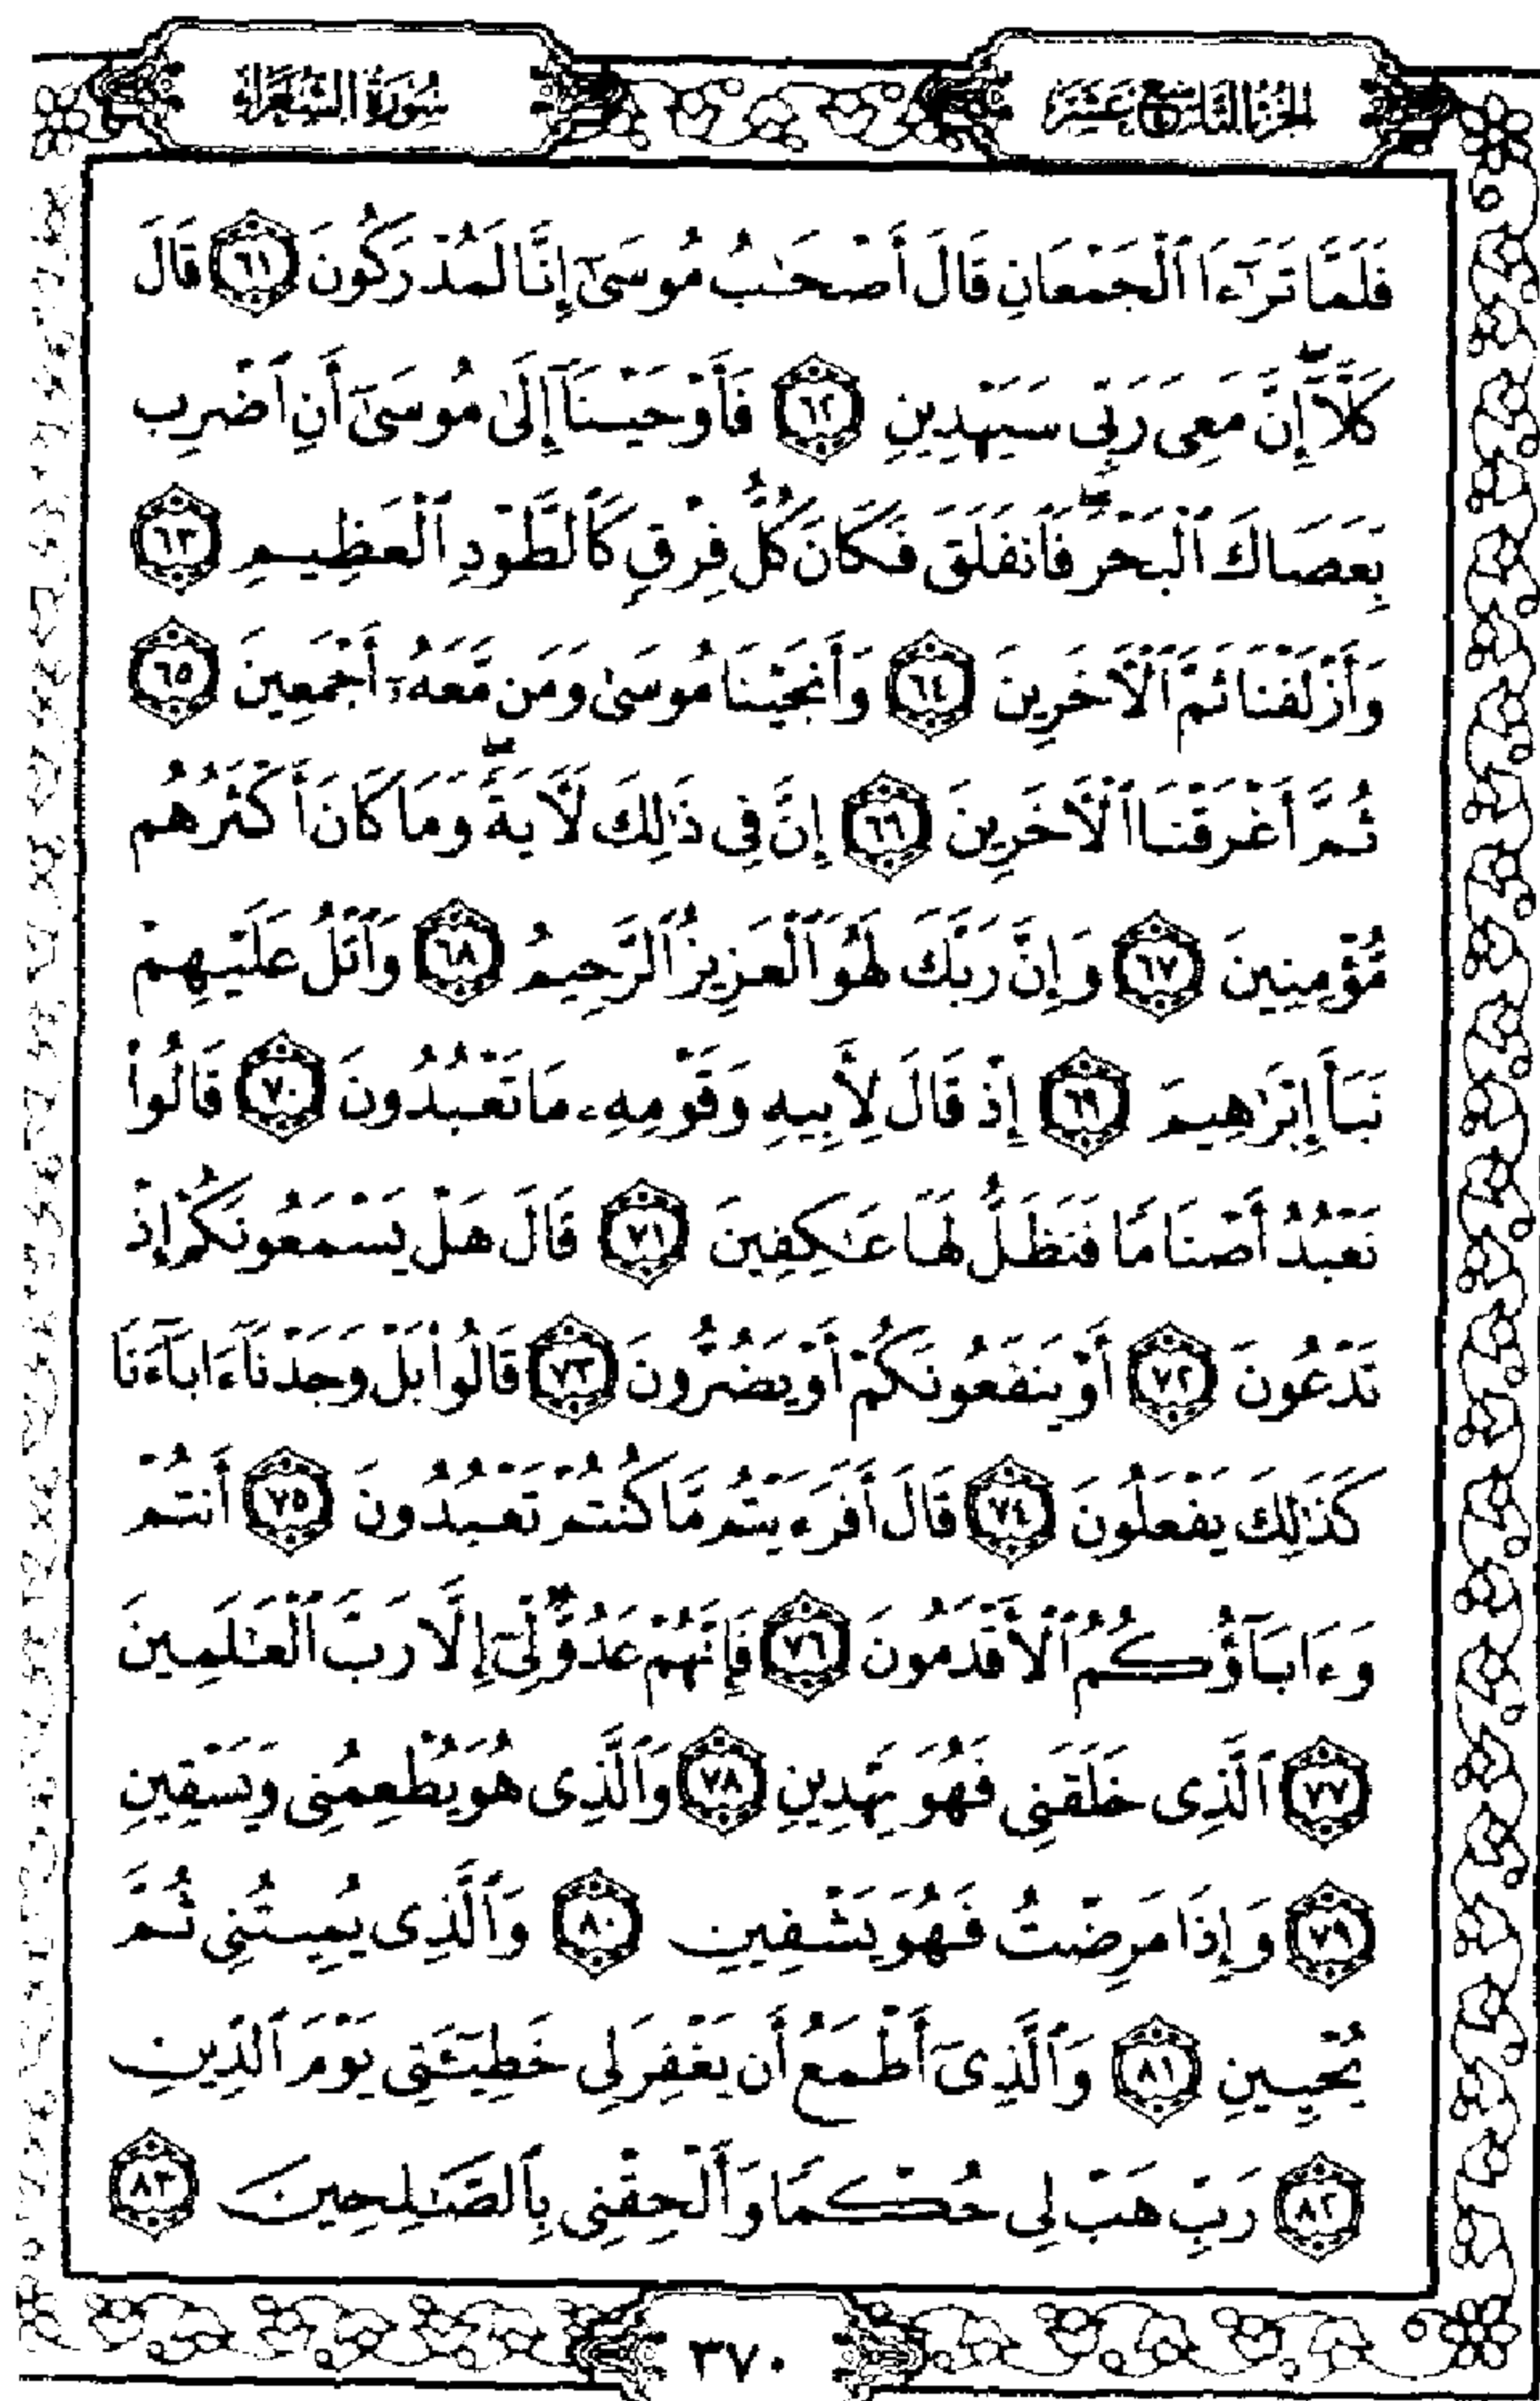 الجزء التاسع عشر
سورة الشعراء
فَلَمَّا تَرَٰٓءَا ٱلْجَمْعَانِ قَالَ أَصْحَٰبُ مُوسَىٰٓ إِنَّا لَمُدْرَكُونَ ٦١ قَالَ
كَلَّآ ۖ إِنَّ مَعِىَ رَبِّى سَيَهْدِينِ ٦٢ فَأَوْحَيْنَآ إِلَىٰ مُوسَىٰٓ أَنِ ٱضْرِب
بِّعَصَاكَ ٱلْبَحْرَ ۖ فَٱنفَلَقَ فَكَانَ كُلُّ فِرْقٍ كَٱلطَّوْدِ ٱلْعَظِيمِ ٦٣
وَأَزْلَفْنَا ثَمَّ ٱلْأَخَرِينَ ٦٤ وَأَنجَيْنَا مُوسَىٰ وَمَن مَّعَهُۥٓ أَجْمَعِينَ ٦٥
ثُمَّ أَغْرَقْنَا ٱلْأَخَرِينَ ٦٦ إِنَّ فِى ذَٰلِكَ لَأَيَةً ۖ وَمَا كَانَ أَكْثَرُهُم
مُّؤْمِنِينَ ٦٧ وَإِنَّ رَبَّكَ لَهُوَ ٱلْعَزِيزُ ٱلرَّحِيمُ ٦٨ وَٱتْلُ عَلَيْهِمْ
نَبَأَ إِبْرَٰهِيمَ ٦٩ إِذْ قَالَ لِأَبِيهِ وَقَوْمِهِۦ مَا تَعْبُدُونَ ٧٠ قَالُوا۟
نَعْبُدُ أَصْنَامًا فَنَظَلُّ لَهَا عَٰكِفِينَ ٧١ قَالَ هَلْ يَسْمَعُونَكُمْ إِذْ
تَدْعُونَ ٧٢ أَوْ يَنفَعُونَكُمْ أَوْ يَضُرُّونَ ٧٣ قَالُوا۟ بَلْ وَجَدْنَآ ءَابَآءَنَا
كَذَٰلِكَ يَفْعَلُونَ ٧٤ قَالَ أَفَرَءَيْتُم مَّا كُنتُمْ تَعْبُدُونَ ٧٥ أَنتُمْ
وَءَابَآؤُكُمُ ٱلْأَقْدَمُونَ ٧٦ فَإِنَّهُمْ عَدُوٌّ لِّىٓ إِلَّا رَبَّ ٱلْعَٰلَمِينَ
٧٧ ٱلَّذِى خَلَقَنِى فَهُوَ يَهْدِينِ ٧٨ وَٱلَّذِى هُوَ يُطْعِمُنِى وَيَسْقِينِ
٧٩ وَإِذَا مَرِضْتُ فَهُوَ يَشْفِينِ ٨٠ وَٱلَّذِى يُمِيتُنِى ثُمَّ
يُحْيِينِ ٨١ وَٱلَّذِىٓ أَطْمَعُ أَن يَغْفِرَ لِى خَطِيٓـَٔتِى يَوْمَ ٱلدِّينِ
٨٢ رَبِّ هَبْ لِى حُكْمًا وَأَلْحِقْنِى بِٱلصَّٰلِحِينَ ٨٣
٣٧٠